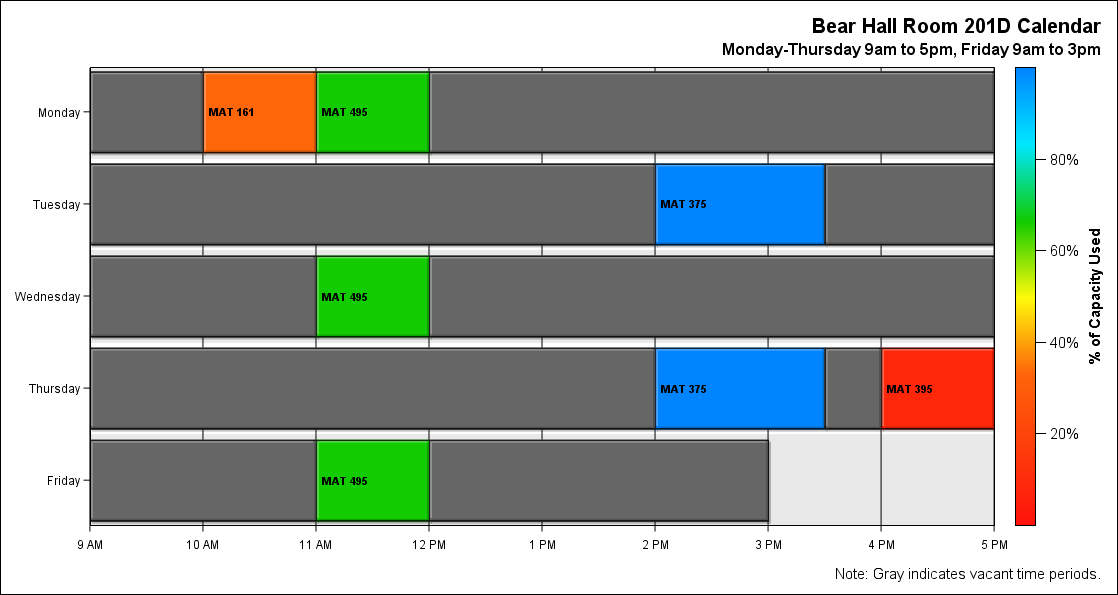 Bear Hall Room 201D Calendar
Monday-Thursday 9am to 5pm, Friday 9am to 3pm
Monday
MAT 161
MAT 495
Tuesday
MAT 375
Wednesday
MAT 495
Thursday
MAT 375
MAT 395
Friday
MAT 495
9 AM
10 AM
11 AM
12 PM
1 PM
2 PM
3 PM
4 PM
5 PM
80%
60%
40%
20%
% of Capacity Used
Note: Gray indicates vacant time periods.